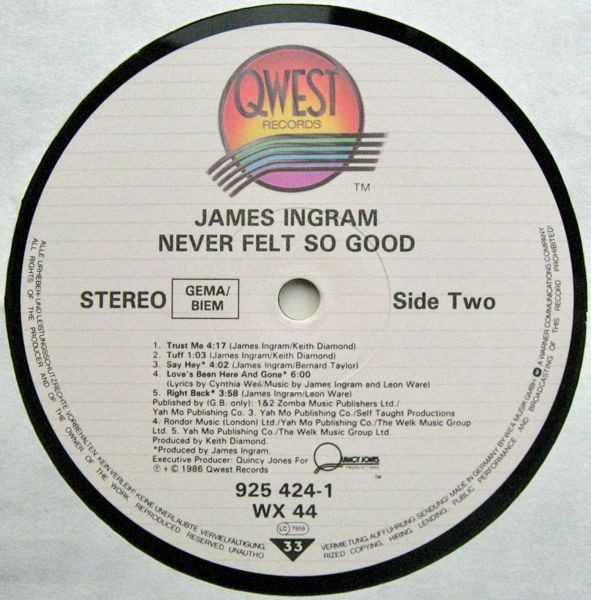 QWEST
RECORDS
TM
JAMES INGRAM
NEVER FELT SO GOOD
STEREO
GEMA/
BIEM
Side Two
1. Trust Me 4:17 (James Ingram/Keith Diamond)
2. Tuff 1:03 (James Ingram/Keith Diamond)
3. Say Hey* 4:02 (James Ingram/Bernard Taylor)
4. Love's Been Here And Gone* 6:00
(Lyrics by Cynthia Weil/Music by James Ingram and Leon Ware)
5. Right Back* 3:58 (James Ingram/Leon Ware)
Published by (G.B. only): 1&2 Zomba Music Publishers Ltd./
Yah Mo Publishing Co. 3. Yah Mo Publishing Co./Self Taught Productions
4. Rondor Music (London) Ltd./Yah Mo Publishing Co./The Welk Music Group
Ltd. 5. Yah Mo Publishing Co./The Welk Music Group Ltd.
Produced by Keith Diamond.
*Produced by James Ingram.
Executive Producer: Quincy Jones For
QUINCY JONES
PRODUCTIONS
TM
℗ + © 1986 Qwest Records
925 424-1
WX 44
LC 7959
33
ALLE URHEBER- UND LEISTUNGSSCHUTZRECHTE VORBEHALTEN. KEIN VERLEIH! KEINE UNERLAUBTE VERVIELFÄLTIGUNG,
VERMIETUNG, AUFFÜHRUNG, SENDUNG! MADE IN GERMANY BY WEA MUSIK GMBH A WARNER COMMUNICATIONS COMPANY
ALL RIGHTS OF THE PRODUCER AND OF THE OWNER OF THE WORK REPRODUCED RESERVED. UNAUTHO
RIZED COPYING, HIRING, LENDING, PUBLIC PERFORMANCE AND BROADCASTING OF THIS RECORD PROHIBITED!